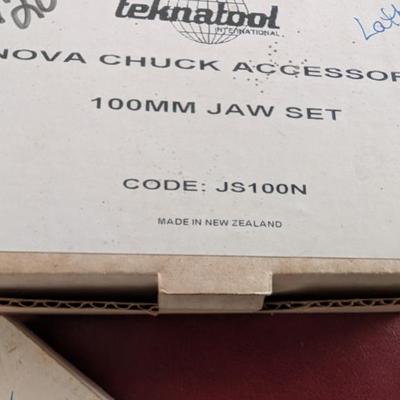 teknatool
INTERNATIONAL
NOVA CHUCK ACCESSOR
100MM JAW SET
CODE: JS100N
MADE IN NEW ZEALAND